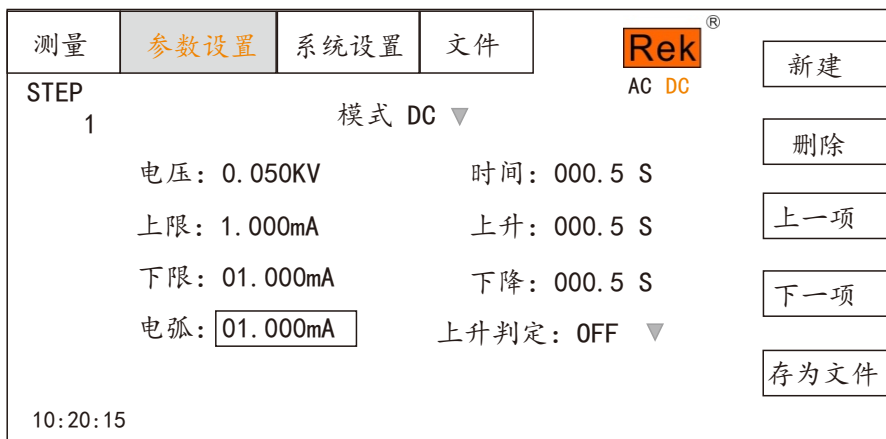 测量 参数设置 系统设置 文件 Rek ®
AC DC
新建
STEP
1
模式 DC ▼
删除
电压: 0.050KV 时间: 000.5 S
上限: 1.000mA 上升: 000.5 S
上一项
下限: 01.000mA 下降: 000.5 S
下一项
电弧: 01.000mA 上升判定: OFF ▼
存为文件
10:20:15